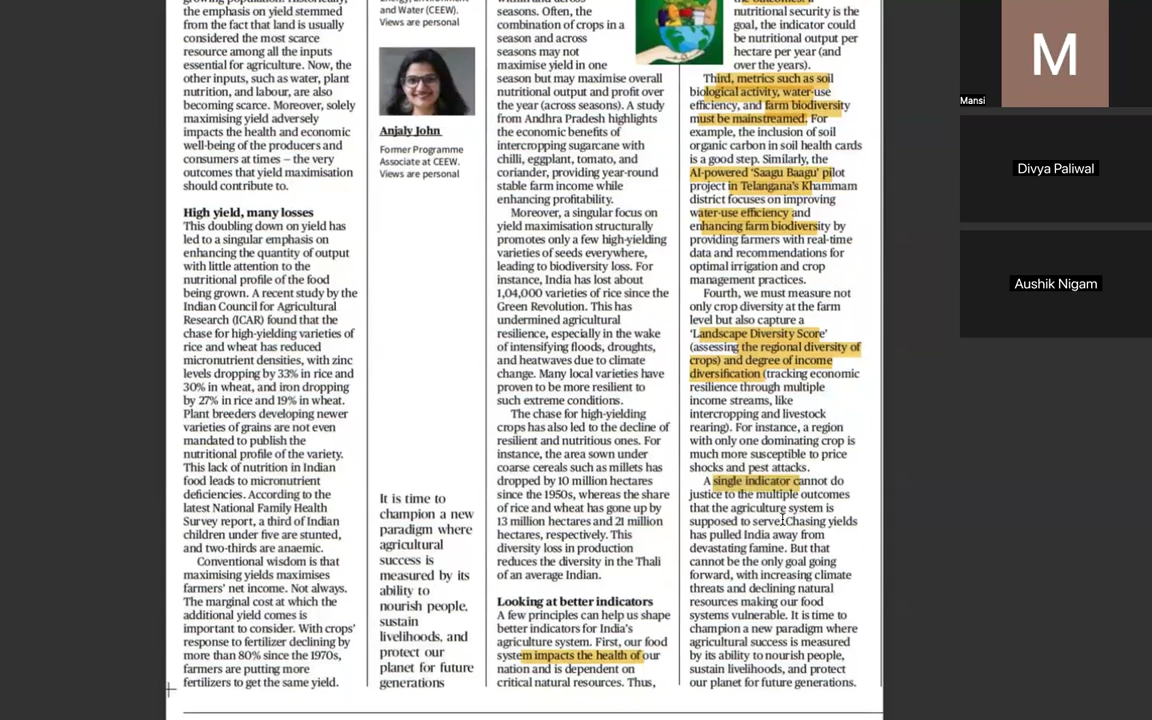 growing population. Historically,
the emphasis on yield stemmed
from the fact that land is usually
considered the most scarce
resource among all the inputs
essential for agriculture. Now, the
other inputs, such as water, plant
nutrition, and labour, are also
becoming scarce. Moreover, solely
maximising yield adversely
impacts the health and economic
well-being of the producers and
consumers at times — the very
outcomes that yield maximisation
should contribute to.
High yield, many losses
This doubling down on yield has
led to a singular emphasis on
enhancing the quantity of output
with little attention to the
nutritional profile of the food
being grown. A recent study by the
Indian Council for Agricultural
Research (ICAR) found that the
chase for high-yielding varieties of
rice and wheat has reduced
micronutrient densities, with zinc
levels dropping by 33% in rice and
30% in wheat, and iron dropping
by 27% in rice and 19% in wheat.
Plant breeders developing newer
varieties of grains are not even
mandated to publish the
nutritional profile of the variety.
This lack of nutrition in Indian
food leads to micronutrient
deficiencies. According to the
latest National Family Health
Survey report, a third of Indian
children under five are stunted,
and two-thirds are anaemic.
Conventional wisdom is that
maximising yields maximises
farmers' net income. Not always.
The marginal cost at which the
additional yield comes is
important to consider. With crops'
response to fertilizer declining by
more than 80% since the 1970s,
farmers are putting more
fertilizers to get the same yield.
Energy, Environment
and Water (CEEW).
Views are personal
Anjaly John
Former Programme
Associate at CEEW.
Views are personal
It is time to
champion a new
paradigm where
agricultural
success is
measured by its
ability to
nourish people,
sustain
livelihoods, and
protect our
planet for future
generations
within and across
seasons. Often, the
combination of crops in a
season and across
seasons may not
maximise yield in one
season but may maximise overall
nutritional output and profit over
the year (across seasons). A study
from Andhra Pradesh highlights
the economic benefits of
intercropping sugarcane with
chilli, eggplant, tomato, and
coriander, providing year-round
stable farm income while
enhancing profitability.
Moreover, a singular focus on
yield maximisation structurally
promotes only a few high-yielding
varieties of seeds everywhere,
leading to biodiversity loss. For
instance, India has lost about
1,04,000 varieties of rice since the
Green Revolution. This has
undermined agricultural
resilience, especially in the wake
of intensifying floods, droughts,
and heatwaves due to climate
change. Many local varieties have
proven to be more resilient to
such extreme conditions.
The chase for high-yielding
crops has also led to the decline of
resilient and nutritious ones. For
instance, the area sown under
coarse cereals such as millets has
dropped by 10 million hectares
since the 1950s, whereas the share
of rice and wheat has gone up by
13 million hectares and 21 million
hectares, respectively. This
diversity loss in production
reduces the diversity in the Thali
of an average Indian.
Looking at better indicators
A few principles can help us shape
better indicators for India's
agriculture system. First, our food
system impacts the health of our
nation and is dependent on
critical natural resources. Thus,
the outcomes. If
nutritional security is the
goal, the indicator could
be nutritional output per
hectare per year (and
over the years).
Third, metrics such as soil
biological activity, water-use
efficiency, and farm biodiversity
must be mainstreamed. For
example, the inclusion of soil
organic carbon in soil health cards
is a good step. Similarly, the
AI-powered 'Saagu Baagu' pilot
project in Telangana's Khammam
district focuses on improving
water-use efficiency and
enhancing farm biodiversity by
providing farmers with real-time
data and recommendations for
optimal irrigation and crop
management practices.
Fourth, we must measure not
only crop diversity at the farm
level but also capture a
'Landscape Diversity Score'
(assessing the regional diversity of
crops) and degree of income
diversification (tracking economic
resilience through multiple
income streams, like
intercropping and livestock
rearing). For instance, a region
with only one dominating crop is
much more susceptible to price
shocks and pest attacks.
A single indicator cannot do
justice to the multiple outcomes
that the agriculture system is
supposed to serve. Chasing yields
has pulled India away from
devastating famine. But that
cannot be the only goal going
forward, with increasing climate
threats and declining natural
resources making our food
systems vulnerable. It is time to
champion a new paradigm where
agricultural success is measured
by its ability to nourish people,
sustain livelihoods, and protect
our planet for future generations.
M
Mansi
Divya Paliwal
Aushik Nigam